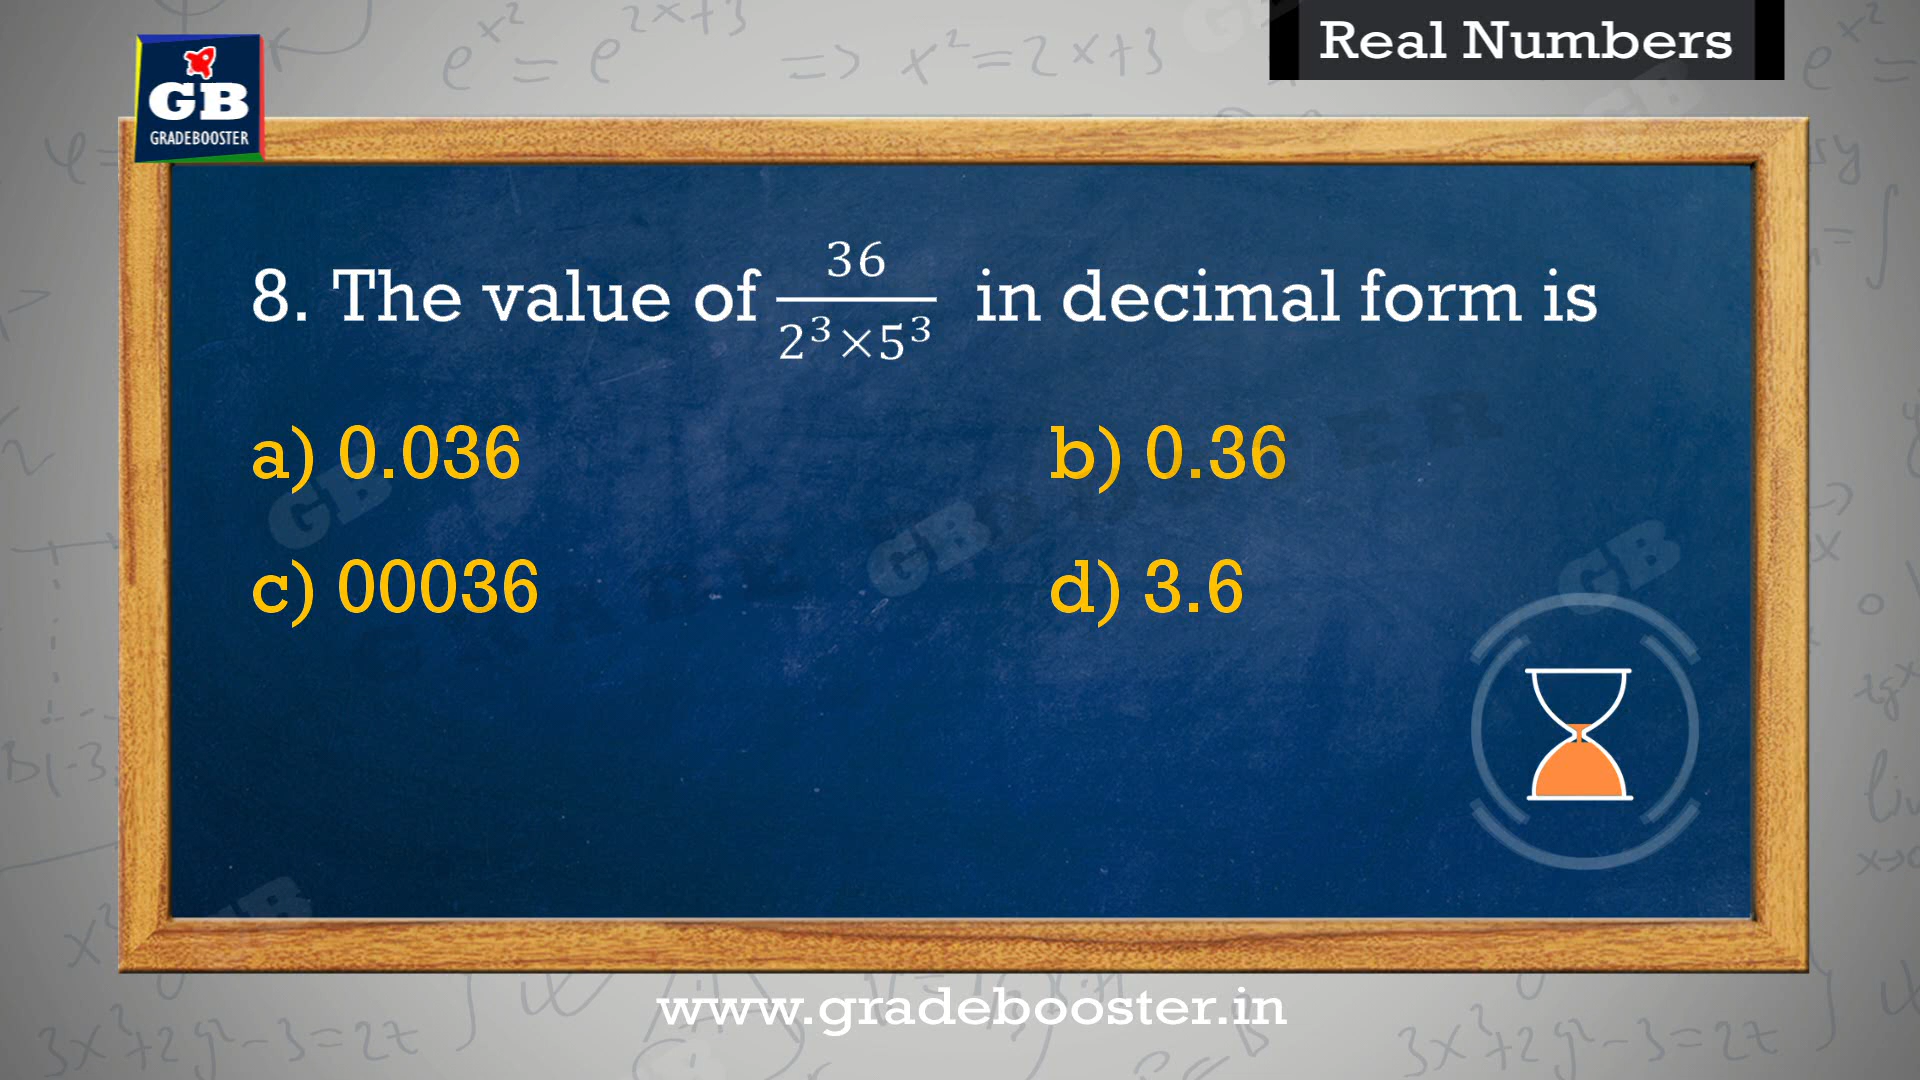 Real Numbers
GB
GRADEBOOSTER
8. The value of 36/(2³×5³) in decimal form is
a) 0.036
b) 0.36
c) 00036
d) 3.6
www.gradebooster.in